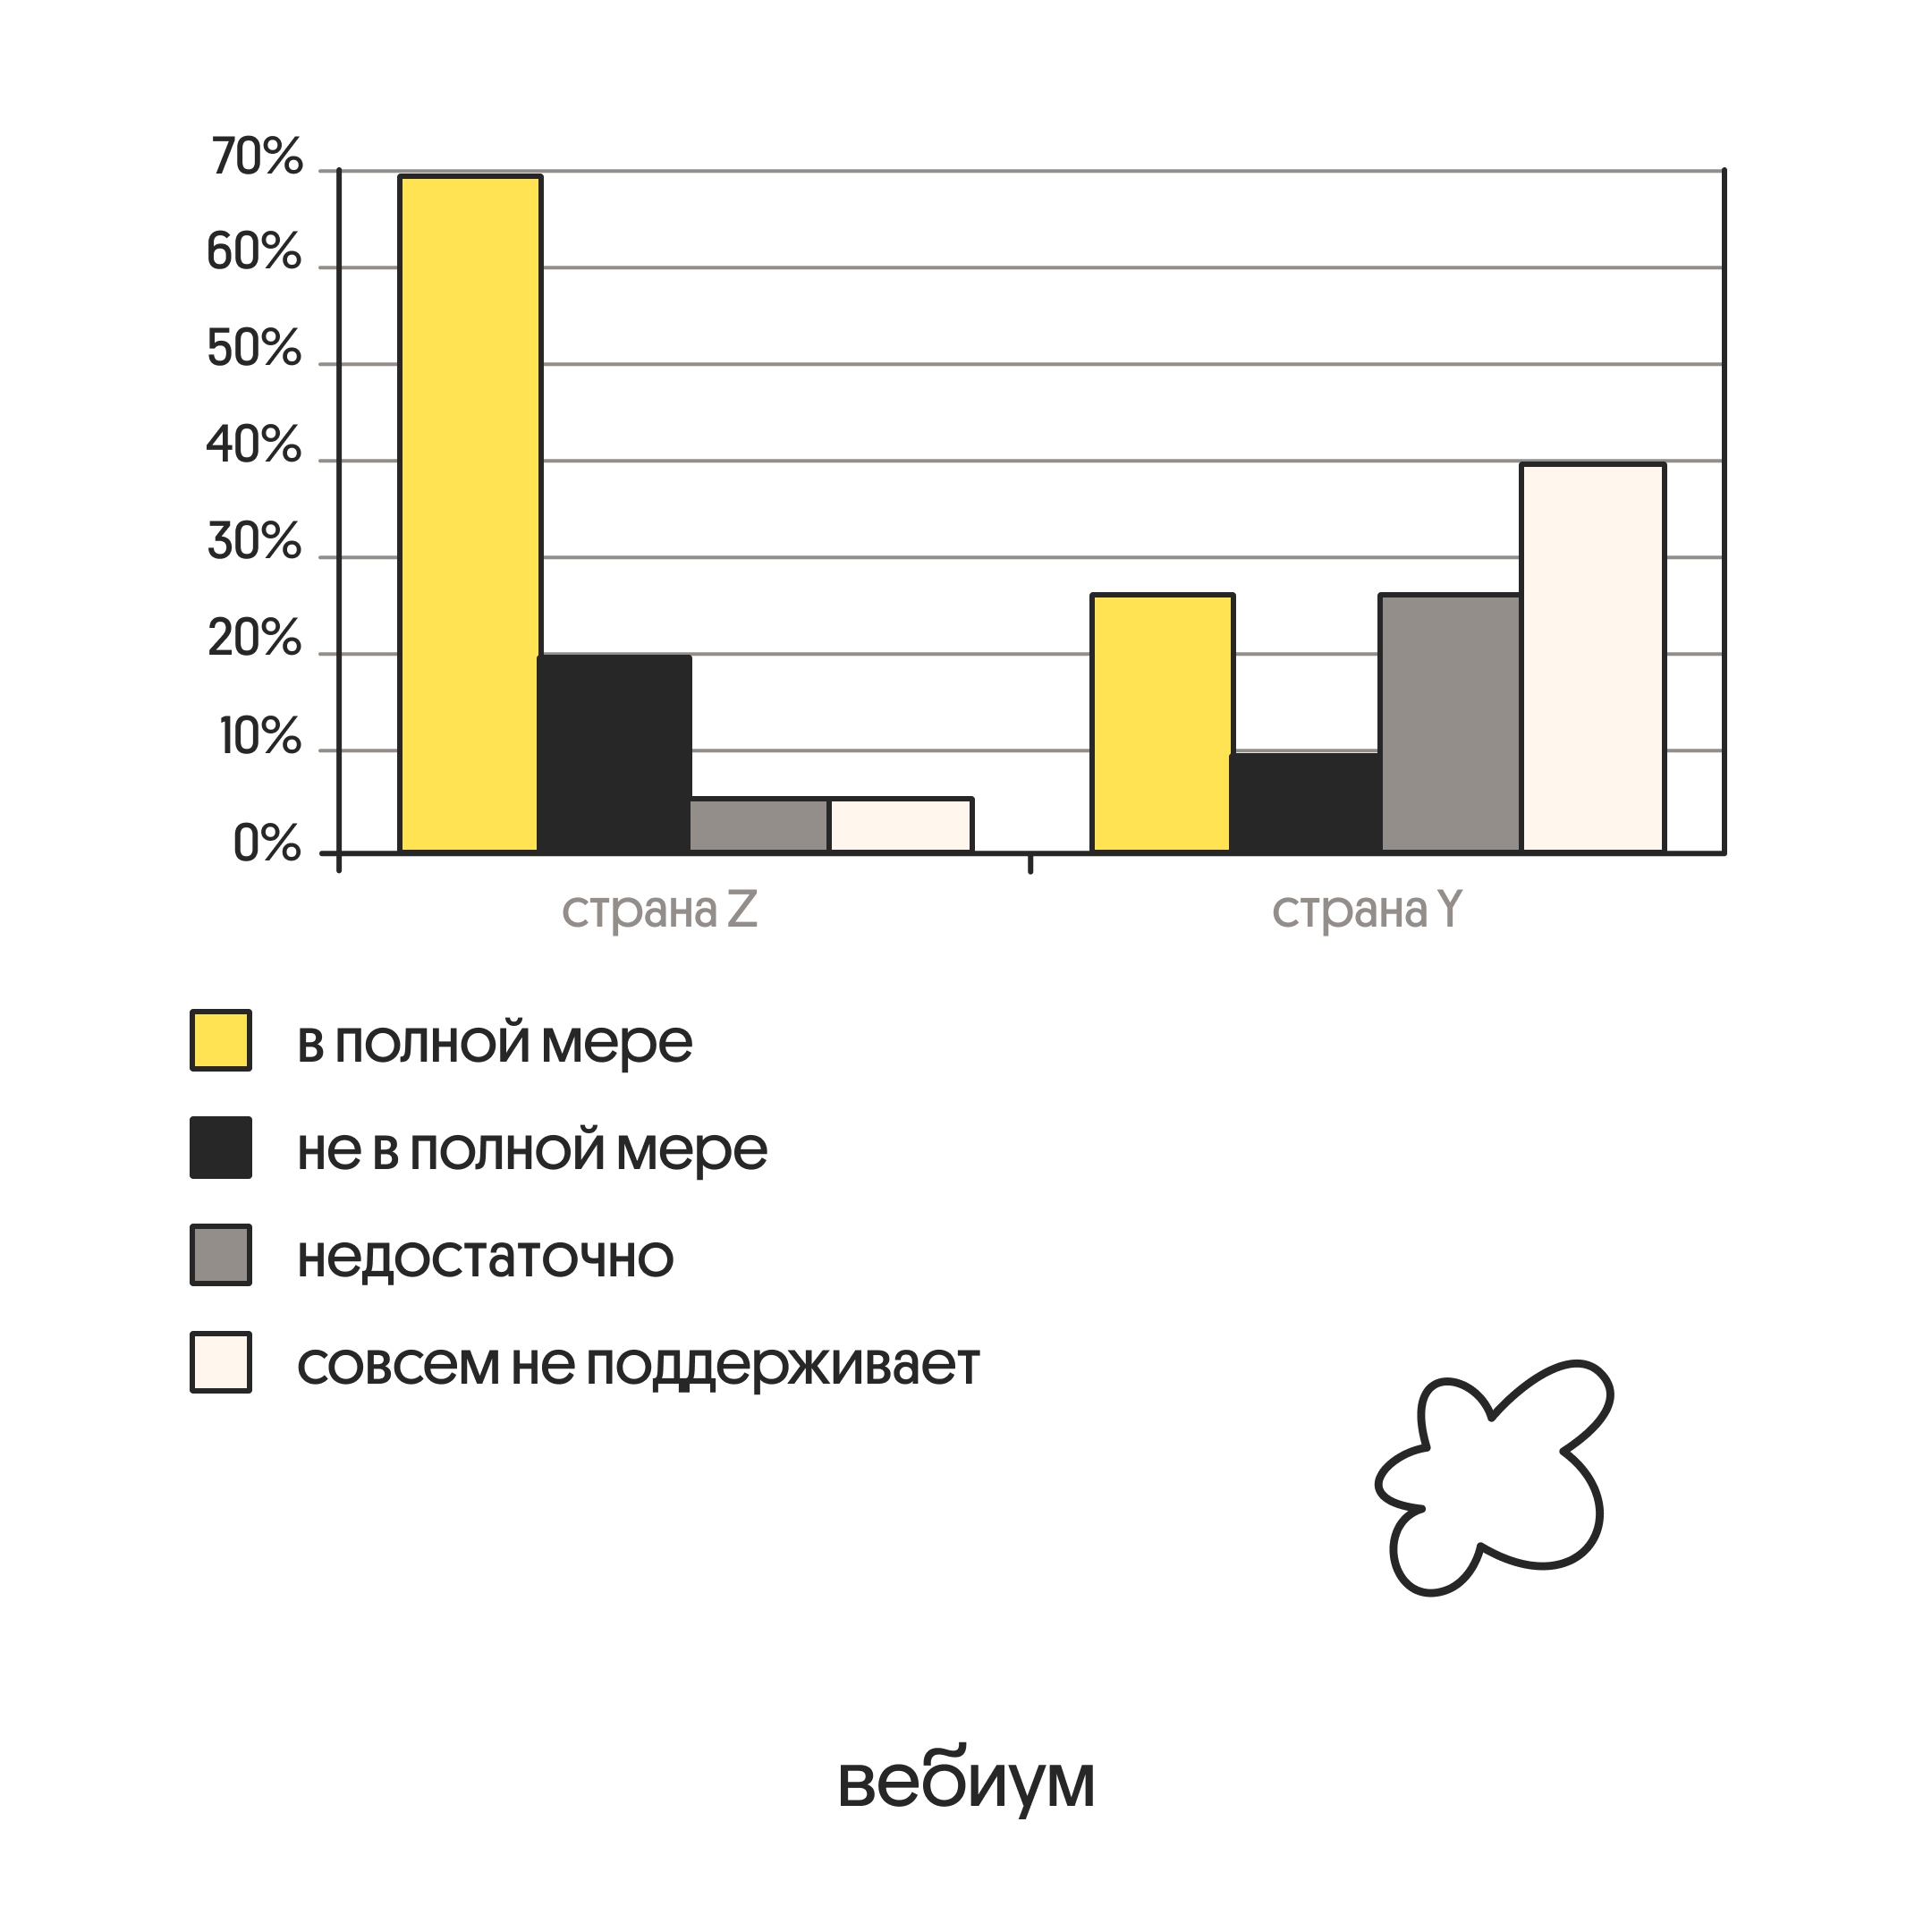 70%
60%
50%
40%
30%
20%
10%
0%
страна Z
страна Y
в полной мере
не в полной мере
недостаточно
совсем не поддерживает
вебиум